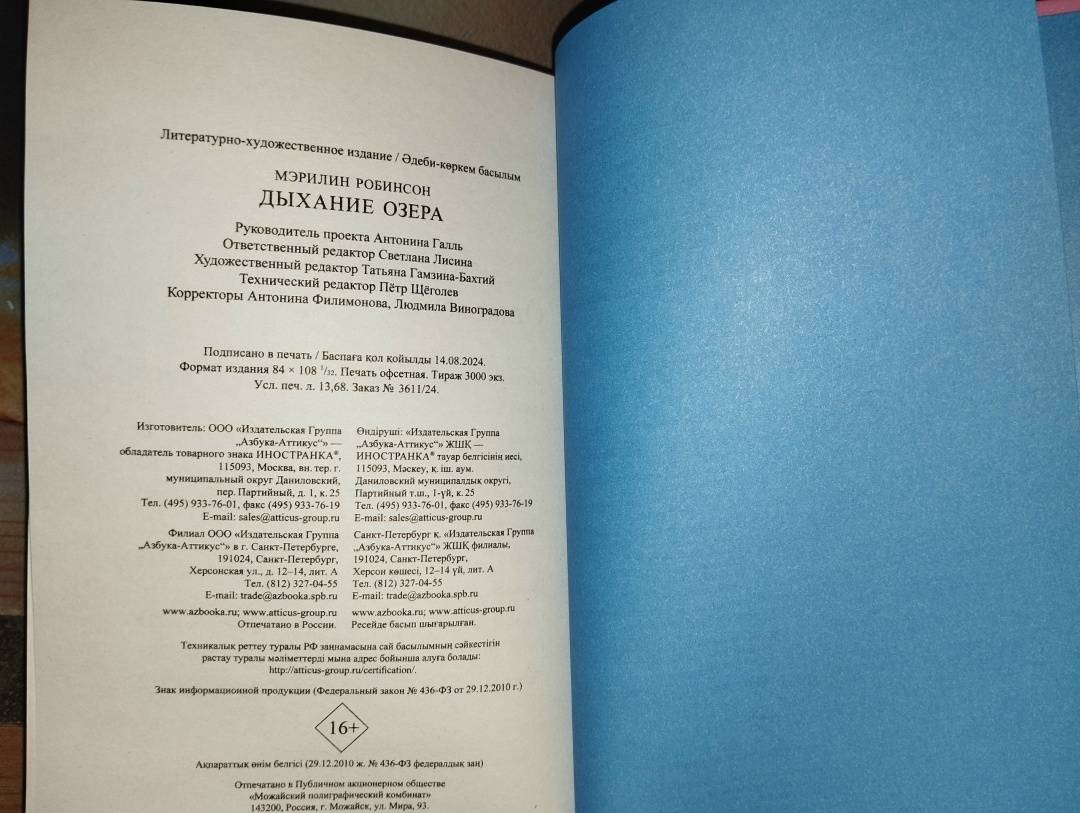 Литературно-художественное издание / Әдеби-көркем басылым
МЭРИЛИН РОБИНСОН
ДЫХАНИЕ ОЗЕРА
Руководитель проекта Антонина Галль
Ответственный редактор Светлана Лисина
Художественный редактор Татьяна Гамзина-Бахтий
Технический редактор Пётр Щёголев
Корректоры Антонина Филимонова, Людмила Виноградова
Подписано в печать / Баспаға қол қойылды 14.08.2024.
Формат издания 84 × 108 1/32. Печать офсетная. Тираж 3000 экз.
Усл. печ. л. 13,68. Заказ № 3611/24.
Изготовитель: ООО «Издательская Группа
„Азбука-Аттикус“» —
обладатель товарного знака ИНОСТРАНКА®,
115093, Москва, вн. тер. г.
муниципальный округ Даниловский,
пер. Партийный, д. 1, к. 25
Тел. (495) 933-76-01, факс (495) 933-76-19
E-mail: sales@atticus-group.ru
Өндіруші: «Издательская Группа
„Азбука-Аттикус“» ЖШҚ —
ИНОСТРАНКА® тауар белгісінің иесі,
115093, Мәскеу, қ. іш. аум.
Даниловский муниципалдық округі,
Партийный т.ш., 1-үй, к. 25
Тел. (495) 933-76-01, факс (495) 933-76-19
E-mail: sales@atticus-group.ru
Филиал ООО «Издательская Группа
„Азбука-Аттикус“» в г. Санкт-Петербурге,
191024, Санкт-Петербург,
Херсонская ул., д. 12–14, лит. А
Тел. (812) 327-04-55
E-mail: trade@azbooka.spb.ru
Санкт-Петербург қ. «Издательская Группа
„Азбука-Аттикус“» ЖШҚ филиалы,
191024, Санкт-Петербург,
Херсон көшесі, 12–14 үй, лит. А
Тел. (812) 327-04-55
E-mail: trade@azbooka.spb.ru
www.azbooka.ru; www.atticus-group.ru
Отпечатано в России.
www.azbooka.ru; www.atticus-group.ru
Ресейде басып шығарылған.
Техникалық реттеу туралы РФ заңнамасына сай басылымның сәйкестігін
растау туралы мәліметтерді мына адрес бойынша алуға болады:
http://atticus-group.ru/certification/.
Знак информационной продукции (Федеральный закон № 436-ФЗ от 29.12.2010 г.)
16+
Ақпараттық өнім белгісі (29.12.2010 ж. № 436-ФЗ федералдық заң)
Отпечатано в Публичном акционерном обществе
«Можайский полиграфический комбинат»
143200, Россия, г. Можайск, ул. Мира, 93.